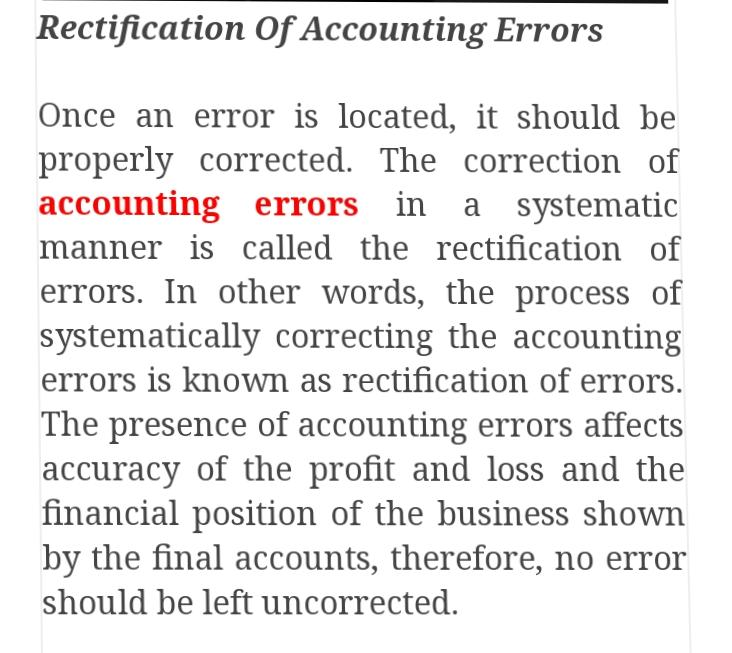 Rectification Of Accounting Errors
Once an error is located, it should be
properly corrected. The correction of
accounting errors in a systematic
manner is called the rectification of
errors. In other words, the process of
systematically correcting the accounting
errors is known as rectification of errors.
The presence of accounting errors affects
accuracy of the profit and loss and the
financial position of the business shown
by the final accounts, therefore, no error
should be left uncorrected.